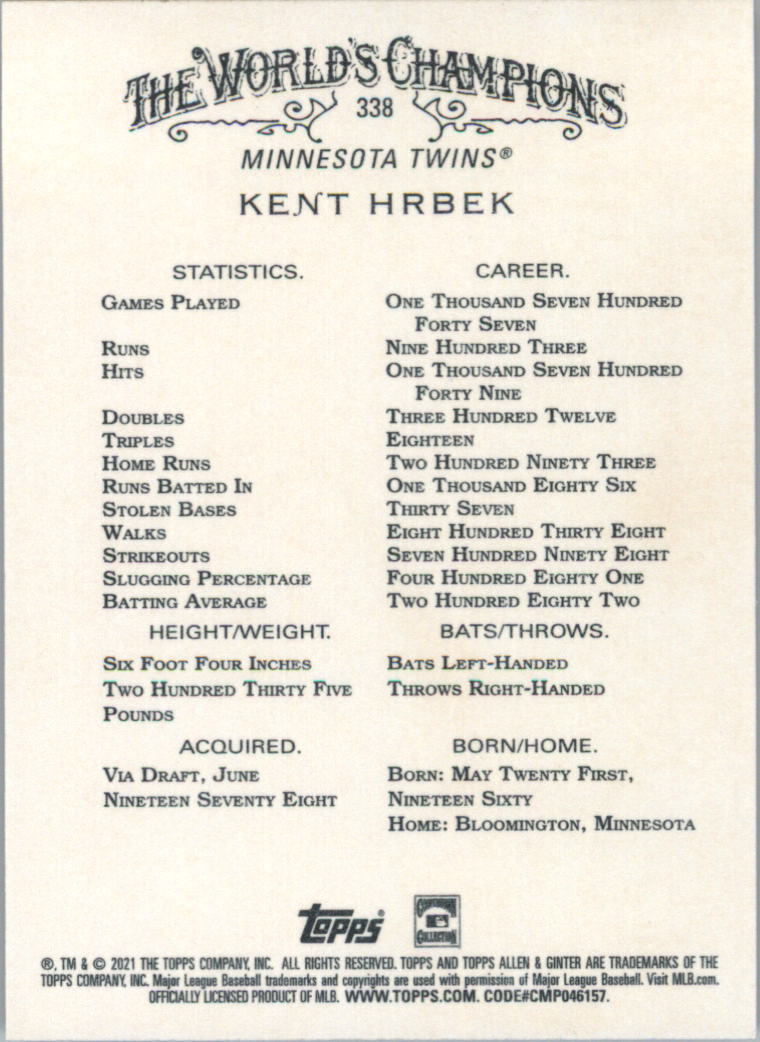 THE WORLD'S CHAMPIONS
338
MINNESOTA TWINS®
KENT HRBEK
STATISTICS. CAREER.
GAMES PLAYED ONE THOUSAND SEVEN HUNDRED
FORTY SEVEN
RUNS NINE HUNDRED THREE
HITS ONE THOUSAND SEVEN HUNDRED
FORTY NINE
DOUBLES THREE HUNDRED TWELVE
TRIPLES EIGHTEEN
HOME RUNS TWO HUNDRED NINETY THREE
RUNS BATTED IN ONE THOUSAND EIGHTY SIX
STOLEN BASES THIRTY SEVEN
WALKS EIGHT HUNDRED THIRTY EIGHT
STRIKEOUTS SEVEN HUNDRED NINETY EIGHT
SLUGGING PERCENTAGE FOUR HUNDRED EIGHTY ONE
BATTING AVERAGE TWO HUNDRED EIGHTY TWO
HEIGHT/WEIGHT. BATS/THROWS.
SIX FOOT FOUR INCHES BATS LEFT-HANDED
TWO HUNDRED THIRTY FIVE THROWS RIGHT-HANDED
POUNDS
ACQUIRED. BORN/HOME.
VIA DRAFT, JUNE BORN: MAY TWENTY FIRST,
NINETEEN SEVENTY EIGHT NINETEEN SIXTY
HOME: BLOOMINGTON, MINNESOTA
Topps® COOPERSTOWN COLLECTION
®, TM & © 2021 THE TOPPS COMPANY, INC. ALL RIGHTS RESERVED. TOPPS AND TOPPS ALLEN & GINTER ARE TRADEMARKS OF THE
TOPPS COMPANY, INC. Major League Baseball trademarks and copyrights are used with permission of Major League Baseball. Visit MLB.com.
OFFICIALLY LICENSED PRODUCT OF MLB. WWW.TOPPS.COM. CODE#CMP046157.